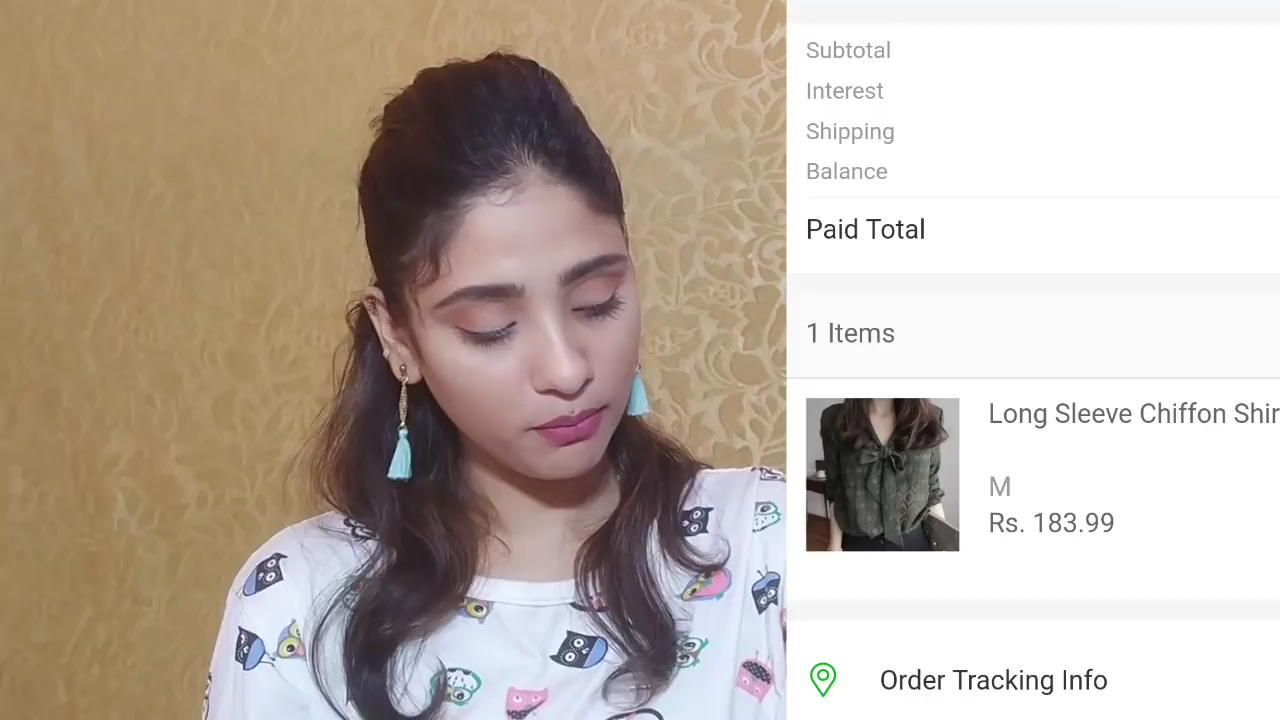 Subtotal
Interest
Shipping
Balance
Paid Total
1 Items
Long Sleeve Chiffon Shir
M
Rs. 183.99
Order Tracking Info